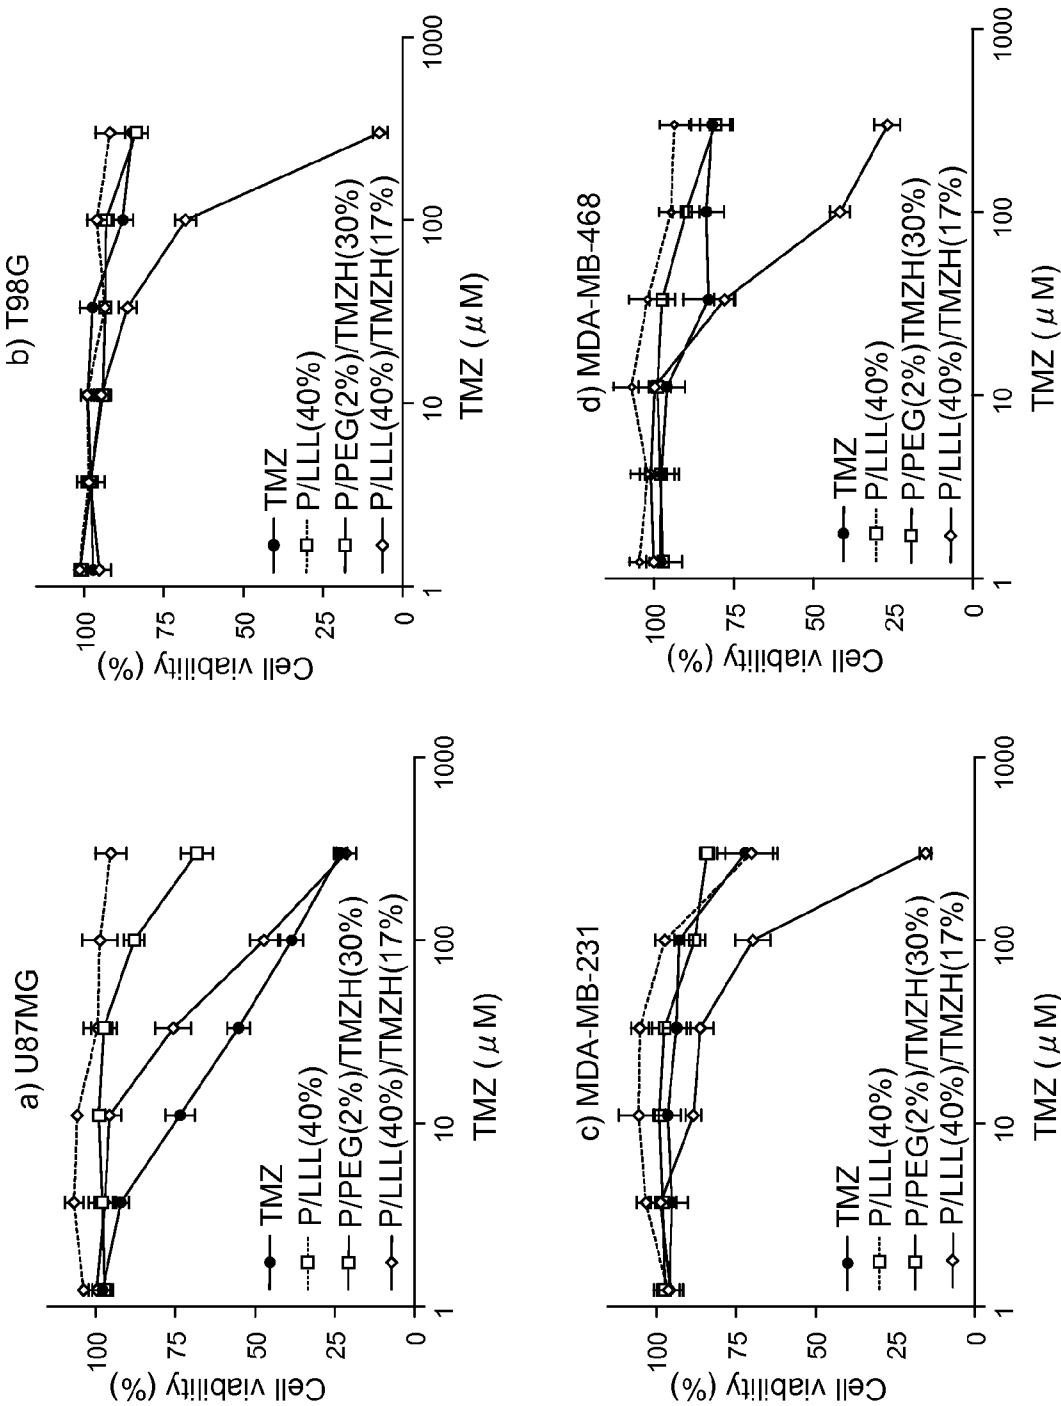 a) U87MG
Cell viability (%)
100
75
50
25
0
1
10
100
1000
TMZ (μM)
TMZ
P/LLL(40%)
P/PEG(2%)/TMZH(30%)
P/LLL(40%)/TMZH(17%)
b) T98G
Cell viability (%)
100
75
50
25
0
1
10
100
1000
TMZ (μM)
TMZ
P/LLL(40%)
P/PEG(2%)/TMZH(30%)
P/LLL(40%)/TMZH(17%)
c) MDA-MB-231
Cell viability (%)
100
75
50
25
0
1
10
100
1000
TMZ (μM)
TMZ
P/LLL(40%)
P/PEG(2%)/TMZH(30%)
P/LLL(40%)/TMZH(17%)
d) MDA-MB-468
Cell viability (%)
100
75
50
25
0
1
10
100
1000
TMZ (μM)
TMZ
P/LLL(40%)
P/PEG(2%)TMZH(30%)
P/LLL(40%)/TMZH(17%)